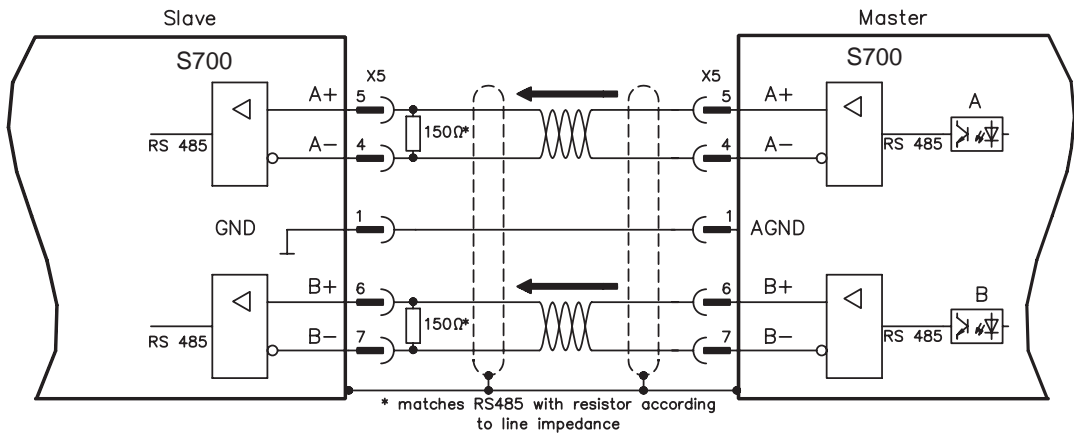 Slave
Master
S700
S700
X5
X5
A+
5
5
A+
A
150Ω*
RS 485
A-
4
4
A-
RS 485
GND
1
1
AGND
B+
6
6
B+
B
150Ω*
RS 485
B-
7
7
B-
RS 485
* matches RS485 with resistor according
to line impedance